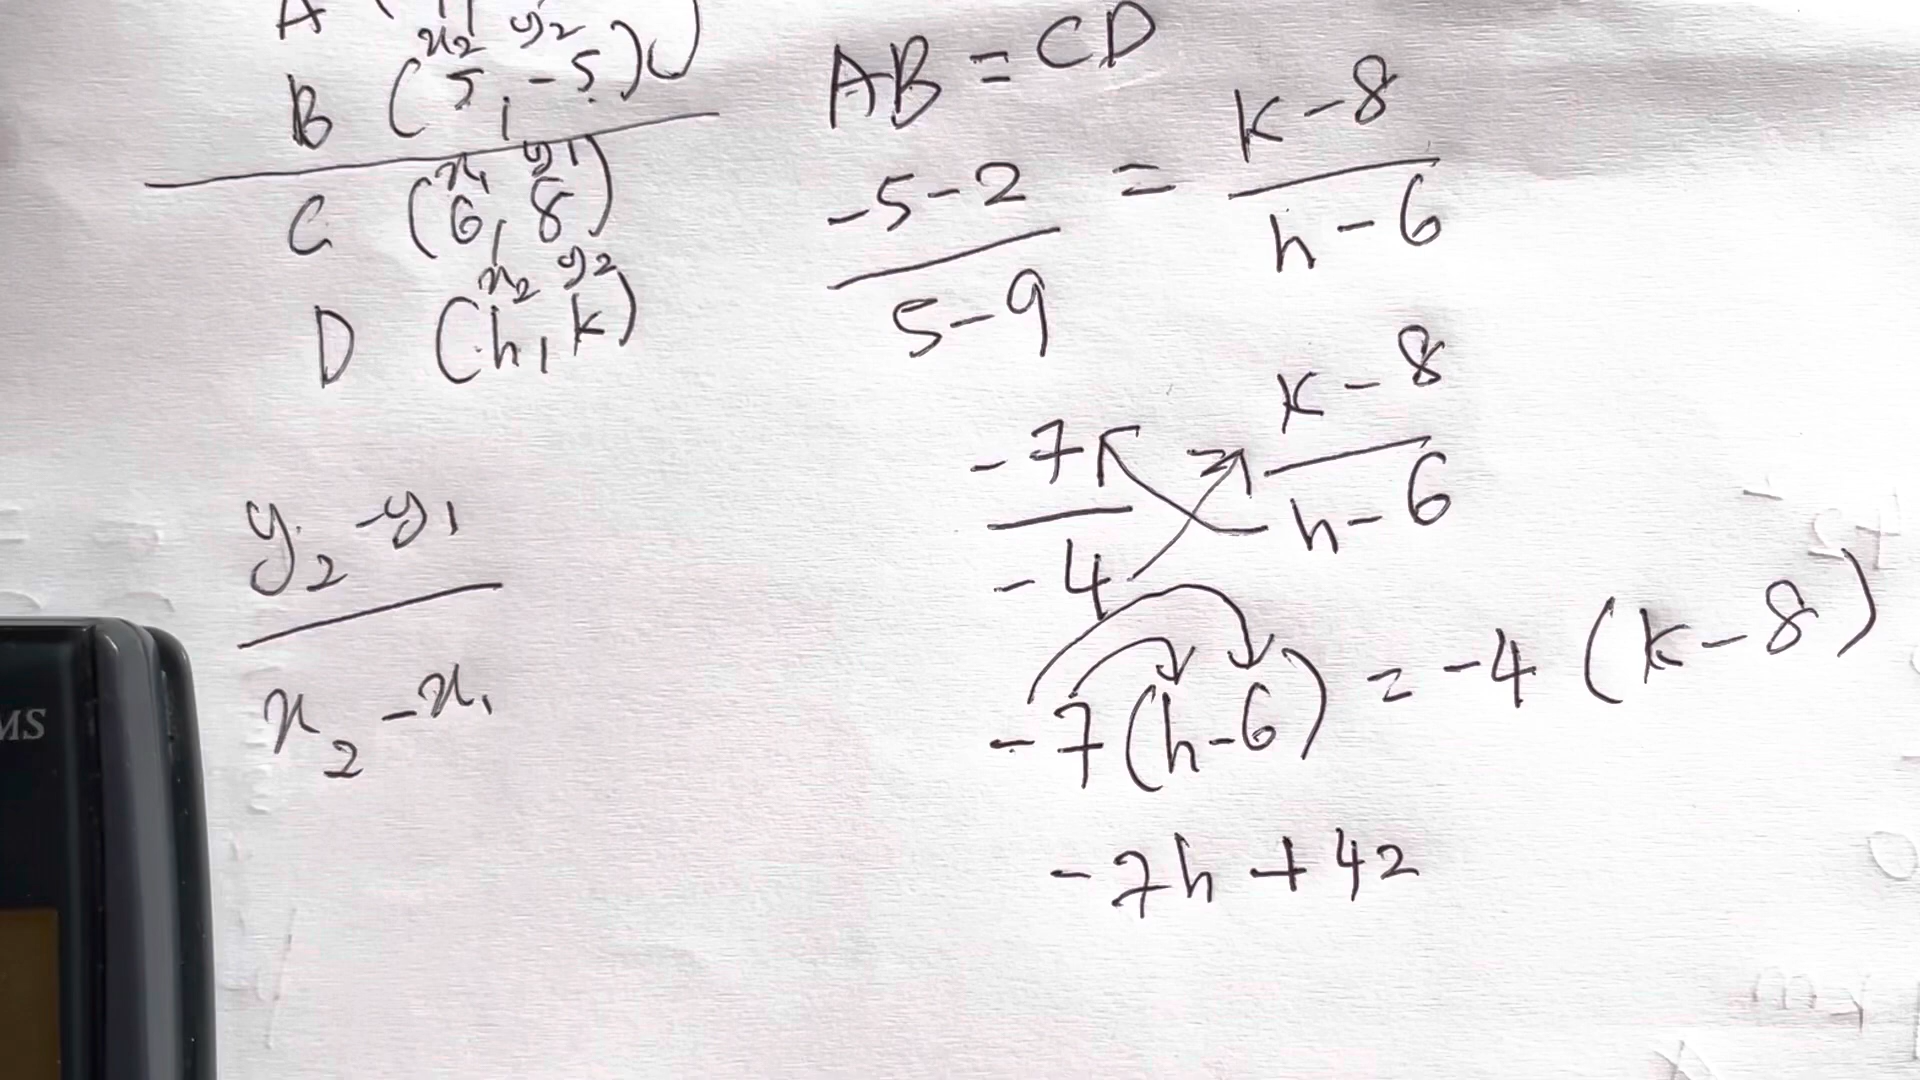 A (
x₂ y₂
B (5, -5)
x₁ y₁
C (6, 8)
x₂ y₂
D (h, k)
y₂ - y₁
x₂ - x₁
MS
AB = CD
-5-2 = K-8
5-9 h-6
-7 = K-8
-4 h-6
-7(h-6) = -4 (K-8)
-7h + 42